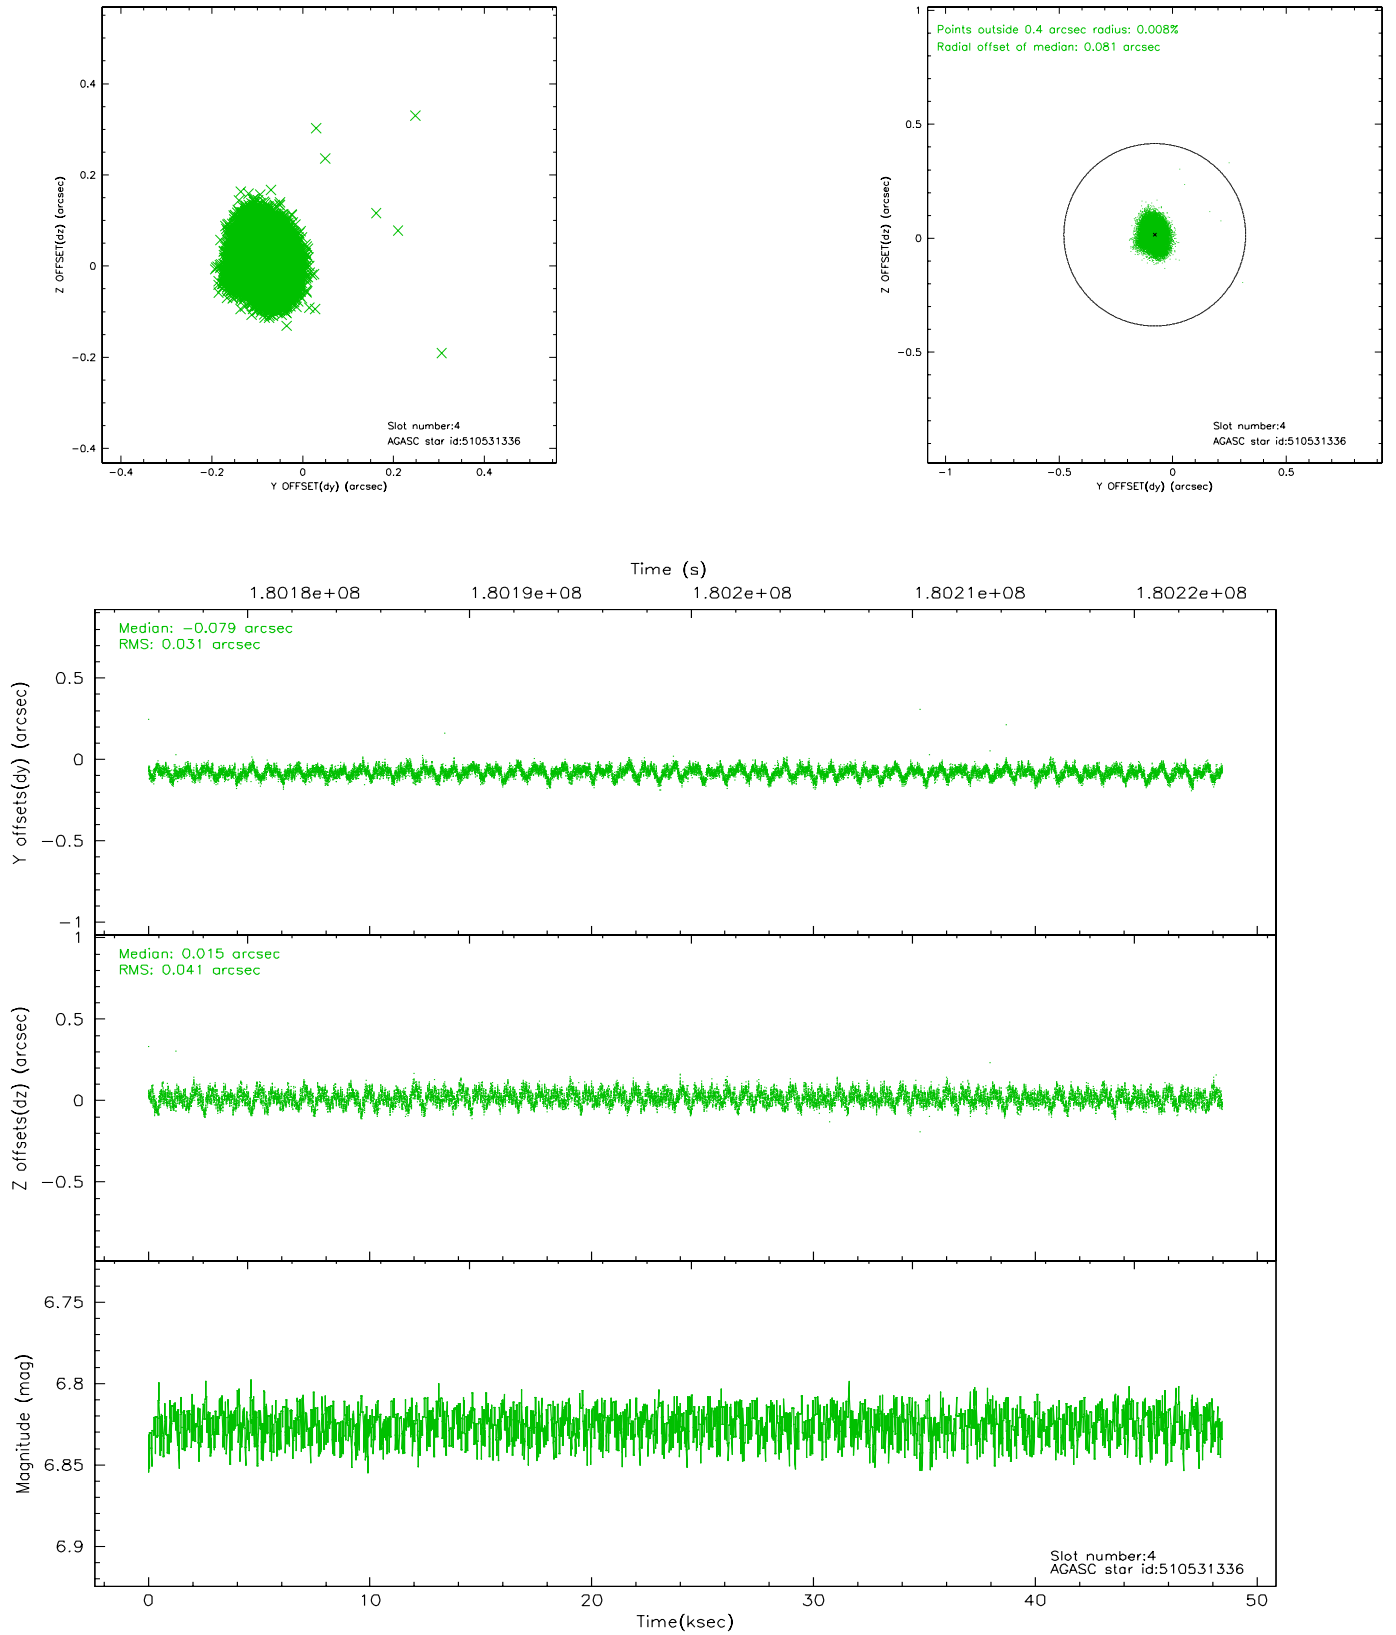 0.4
0.2
0
−0.2
−0.4
Z OFFSET(dz) (arcsec)
Slot number:4
AGASC star id:510531336
−0.4 −0.2 0 0.2 0.4
Y OFFSET(dy) (arcsec)
Points outside 0.4 arcsec radius: 0.008%
Radial offset of median: 0.081 arcsec
1
0.5
0
−0.5
Z OFFSET(dz) (arcsec)
Slot number:4
AGASC star id:510531336
−1 −0.5 0 0.5
Y OFFSET(dy) (arcsec)
Time (s)
1.8018e+08 1.8019e+08 1.802e+08 1.8021e+08 1.8022e+08
Median: −0.079 arcsec
RMS: 0.031 arcsec
0.5
0
−0.5
−1
Y offsets(dy) (arcsec)
Median: 0.015 arcsec
RMS: 0.041 arcsec
1
0.5
0
−0.5
Z offsets(dz) (arcsec)
6.75
6.8
6.85
6.9
Magnitude (mag)
Slot number:4
AGASC star id:510531336
0 10 20 30 40 50
Time(ksec)